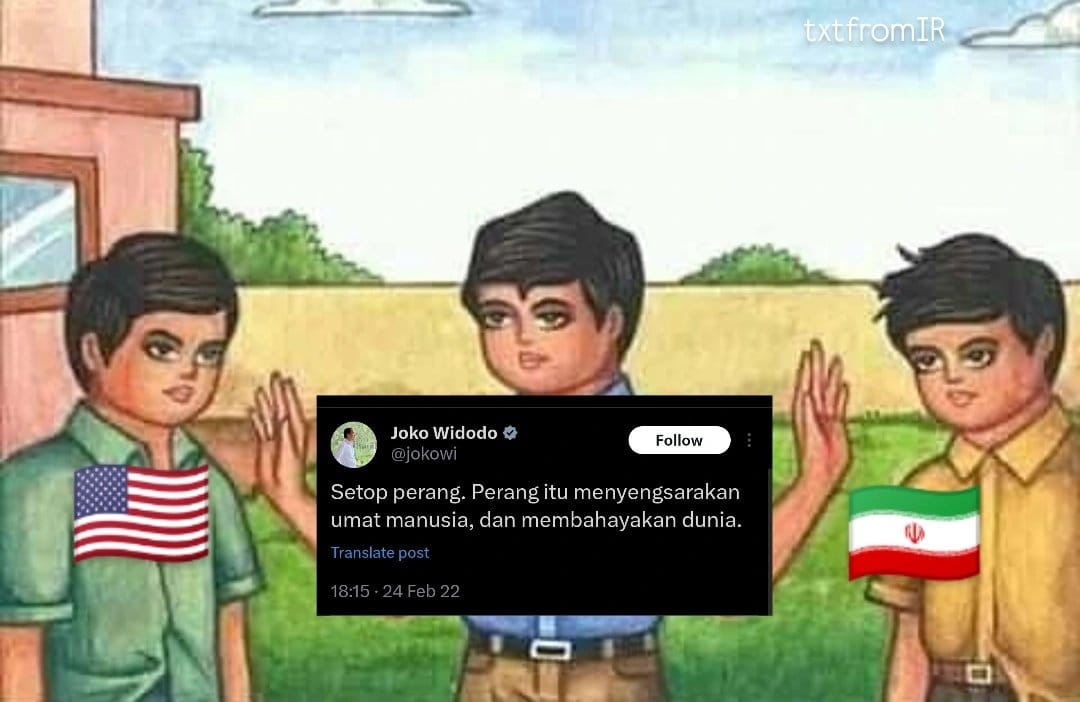 txtfromIR
Joko Widodo
@jokowi
Follow
Setop perang. Perang itu menyengsarakan
umat manusia, dan membahayakan dunia.
Translate post
18:15 · 24 Feb 22